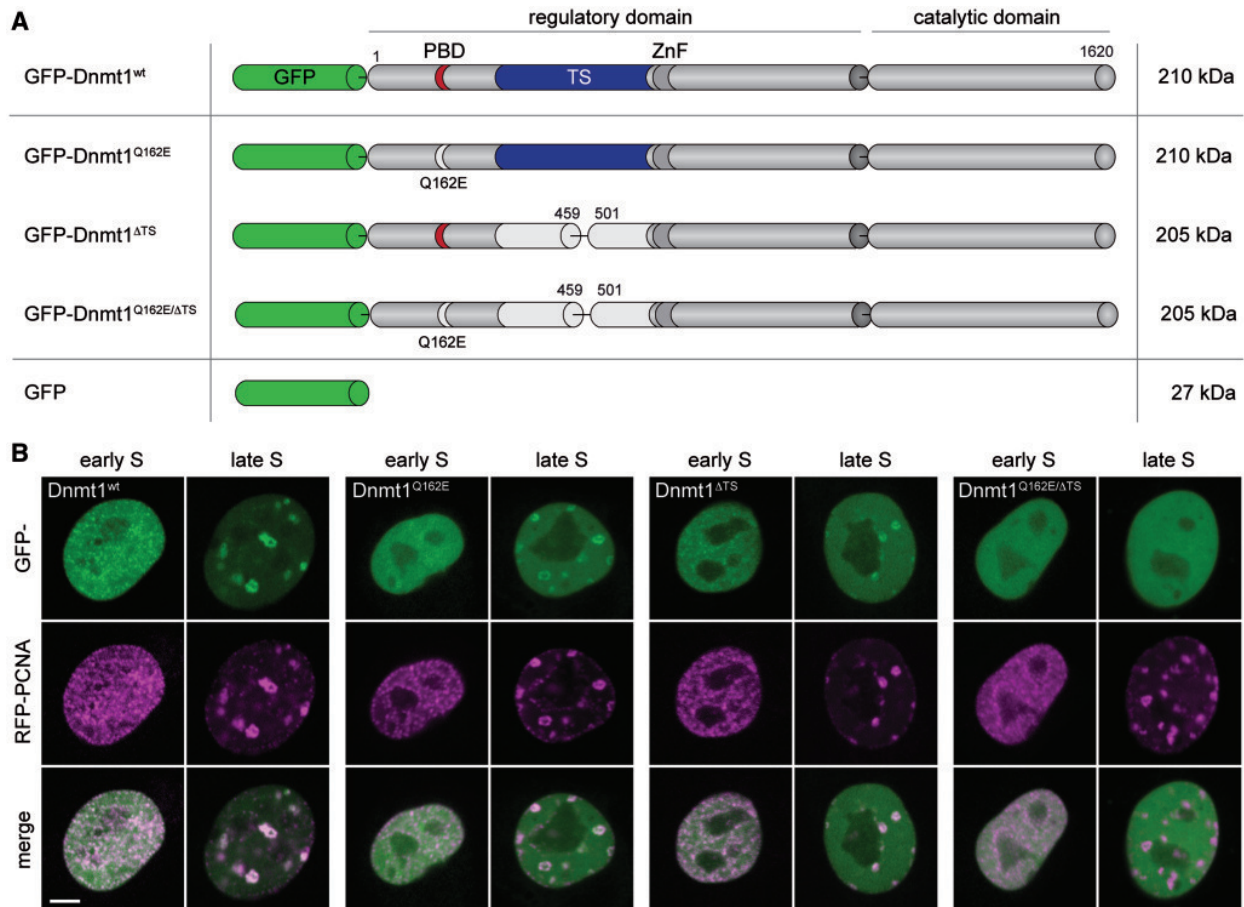 A
regulatory domain
catalytic domain
1
PBD
ZnF
1620
GFP-Dnmt1wt
GFP
TS
210 kDa
GFP-Dnmt1Q162E
Q162E
210 kDa
GFP-Dnmt1ΔTS
459
501
205 kDa
GFP-Dnmt1Q162E/ΔTS
459
501
Q162E
205 kDa
GFP
27 kDa
B
early S
late S
early S
late S
early S
late S
early S
late S
GFP-
Dnmt1wt
Dnmt1Q162E
Dnmt1ΔTS
Dnmt1Q162E/ΔTS
RFP-PCNA
merge